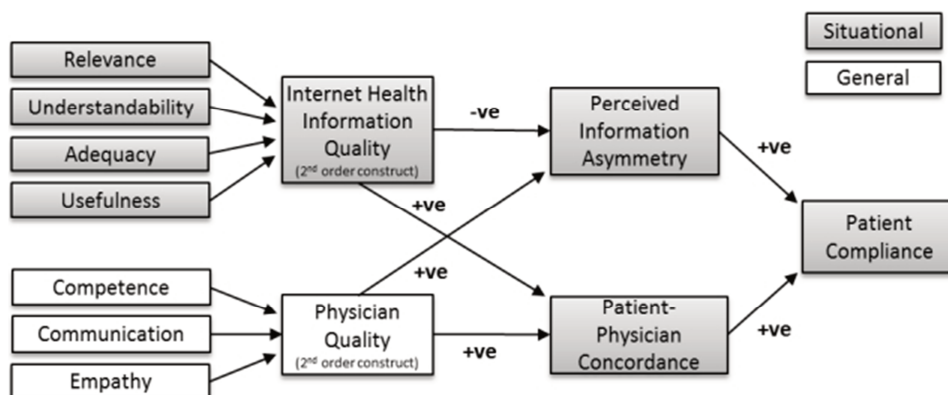 Relevance
Understandability
Adequacy
Usefulness
Internet Health
Information
Quality
(2nd order construct)
-ve
Perceived
Information
Asymmetry
Situational
General
+ve
+ve
+ve
Patient
Compliance
Competence
Communication
Empathy
Physician
Quality
(2nd order construct)
+ve
Patient-
Physician
Concordance
+ve